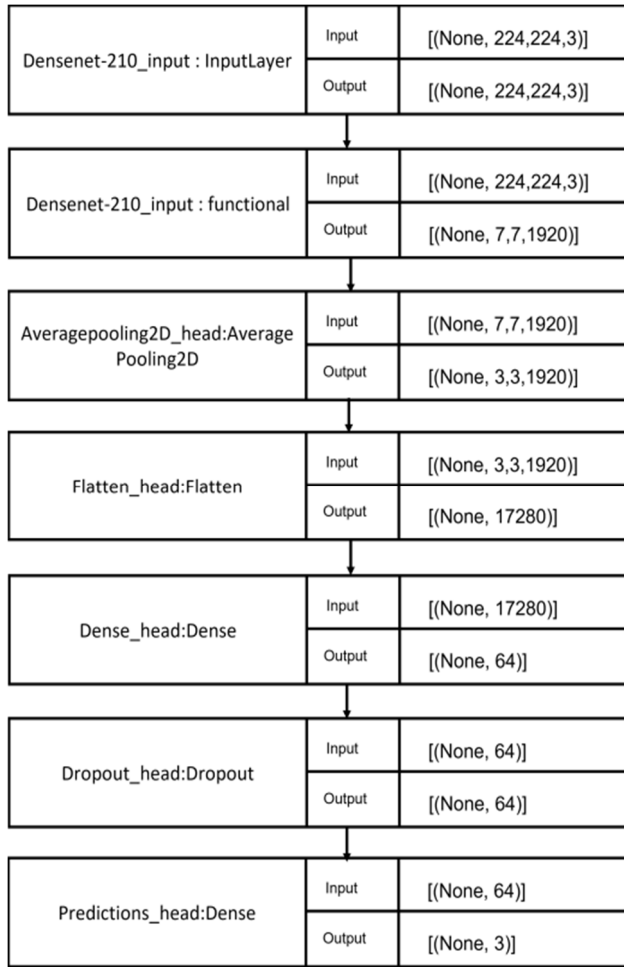 Densenet-210_input : InputLayer
Input
[(None, 224,224,3)]
Output
[(None, 224,224,3)]
Densenet-210_input : functional
Input
[(None, 224,224,3)]
Output
[(None, 7,7,1920)]
Averagepooling2D_head:Average
Pooling2D
Input
[(None, 7,7,1920)]
Output
[(None, 3,3,1920)]
Flatten_head:Flatten
Input
[(None, 3,3,1920)]
Output
[(None, 17280)]
Dense_head:Dense
Input
[(None, 17280)]
Output
[(None, 64)]
Dropout_head:Dropout
Input
[(None, 64)]
Output
[(None, 64)]
Predictions_head:Dense
Input
[(None, 64)]
Output
[(None, 3)]